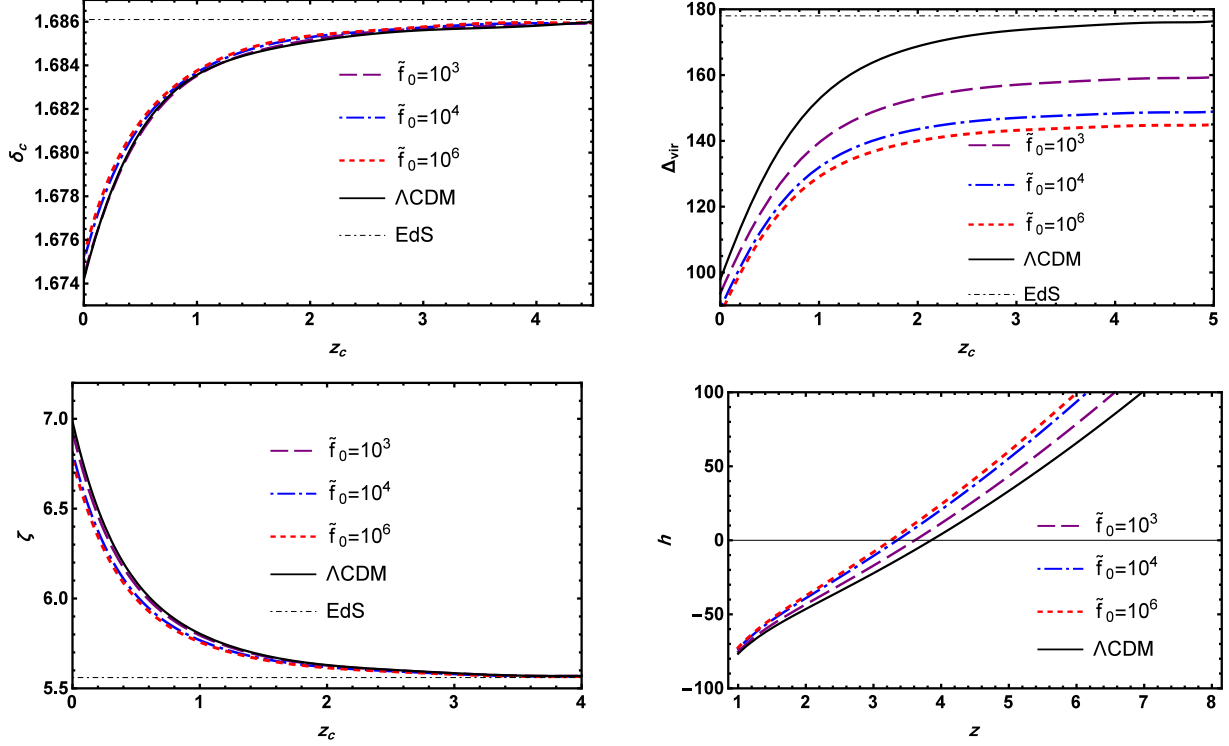 1.686
1.684
1.682
1.680
1.678
1.676
1.674
δc
f̃0=10³
f̃0=10⁴
f̃0=10⁶
ΛCDM
EdS
0 1 2 3 4
zc
180
160
140
120
100
Δvir
f̃0=10³
f̃0=10⁴
f̃0=10⁶
ΛCDM
EdS
0 1 2 3 4 5
zc
7.0
6.5
6.0
5.5
ζ
f̃0=10³
f̃0=10⁴
f̃0=10⁶
ΛCDM
EdS
0 1 2 3 4
zc
100
50
0
−50
−100
h
f̃0=10³
f̃0=10⁴
f̃0=10⁶
ΛCDM
1 2 3 4 5 6 7 8
z